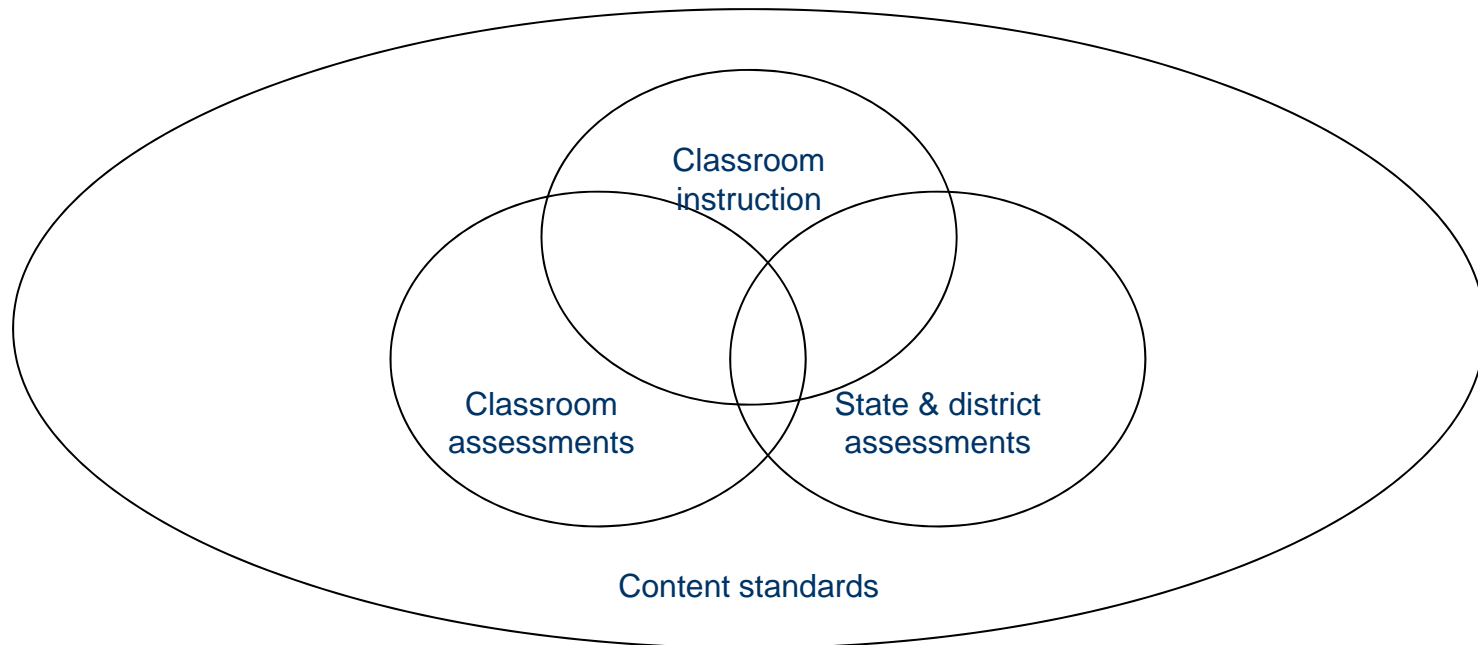 Classroom
instruction
Classroom
assessments
State & district
assessments
Content standards